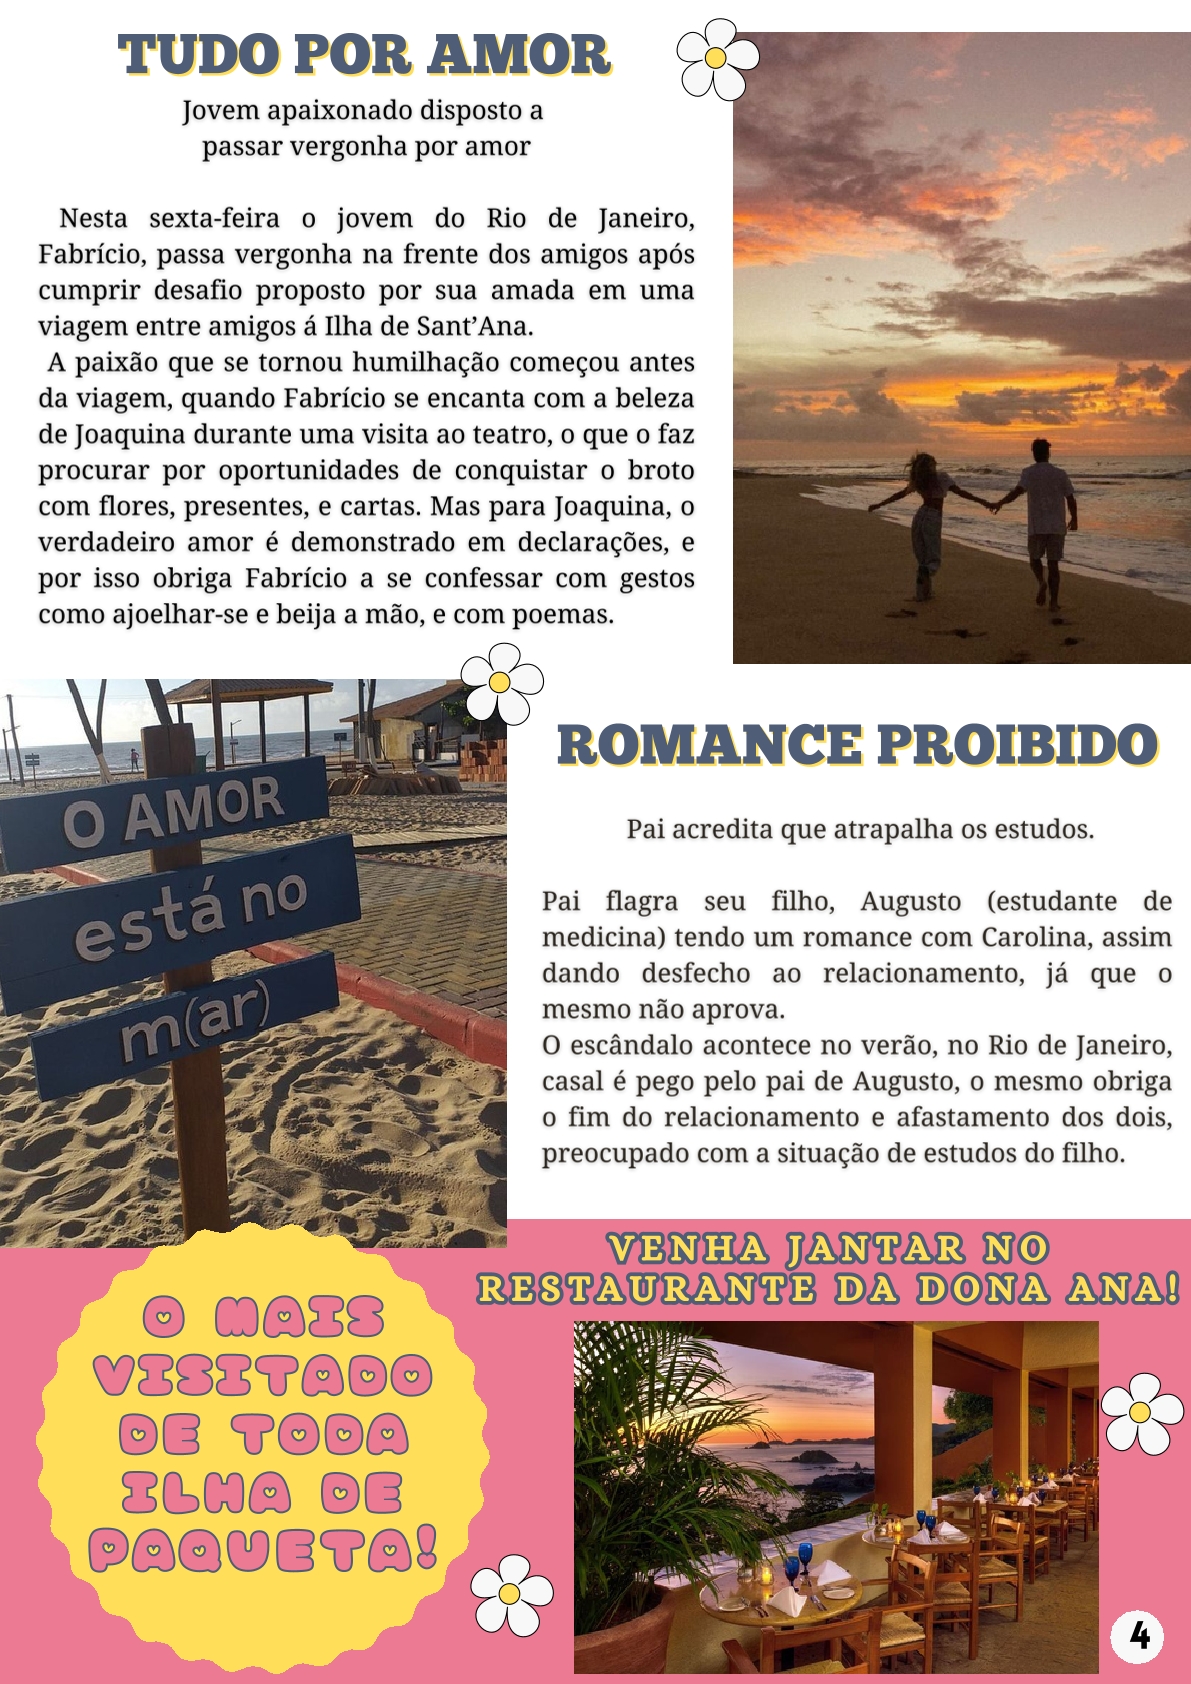 TUDO POR AMOR
Jovem apaixonado disposto a
passar vergonha por amor
Nesta sexta-feira o jovem do Rio de Janeiro,
Fabrício, passa vergonha na frente dos amigos após
cumprir desafio proposto por sua amada em uma
viagem entre amigos á Ilha de Sant’Ana.
A paixão que se tornou humilhação começou antes
da viagem, quando Fabrício se encanta com a beleza
de Joaquina durante uma visita ao teatro, o que o faz
procurar por oportunidades de conquistar o broto
com flores, presentes, e cartas. Mas para Joaquina, o
verdadeiro amor é demonstrado em declarações, e
por isso obriga Fabrício a se confessar com gestos
como ajoelhar-se e beija a mão, e com poemas.
O AMOR
está no
m(ar)
ROMANCE PROIBIDO
Pai acredita que atrapalha os estudos.
Pai flagra seu filho, Augusto (estudante de
medicina) tendo um romance com Carolina, assim
dando desfecho ao relacionamento, já que o
mesmo não aprova.
O escândalo acontece no verão, no Rio de Janeiro,
casal é pego pelo pai de Augusto, o mesmo obriga
o fim do relacionamento e afastamento dos dois,
preocupado com a situação de estudos do filho.
O MAIS
VISITADO
DE TODA
ILHA DE
PAQUETA!
VENHA JANTAR NO
RESTAURANTE DA DONA ANA!
4